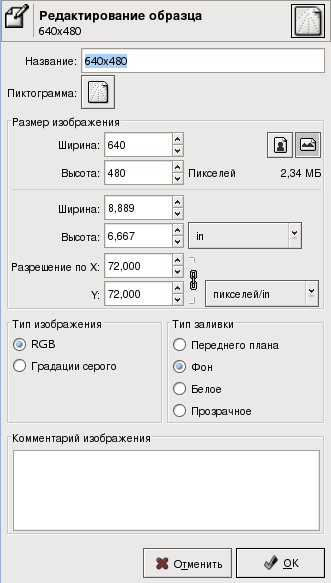 Редактирование образца
640x480
Название: 640x480
Пиктограмма:
Размер изображения
Ширина: 640
Высота: 480 Пикселей 2,34 МБ
Ширина: 8,889
Высота: 6,667 in
Разрешение по X: 72,000
Y: 72,000 пикселей/in
Тип изображения
RGB
Градации серого
Тип заливки
Переднего плана
Фон
Белое
Прозрачное
Комментарий изображения
Отменить OK